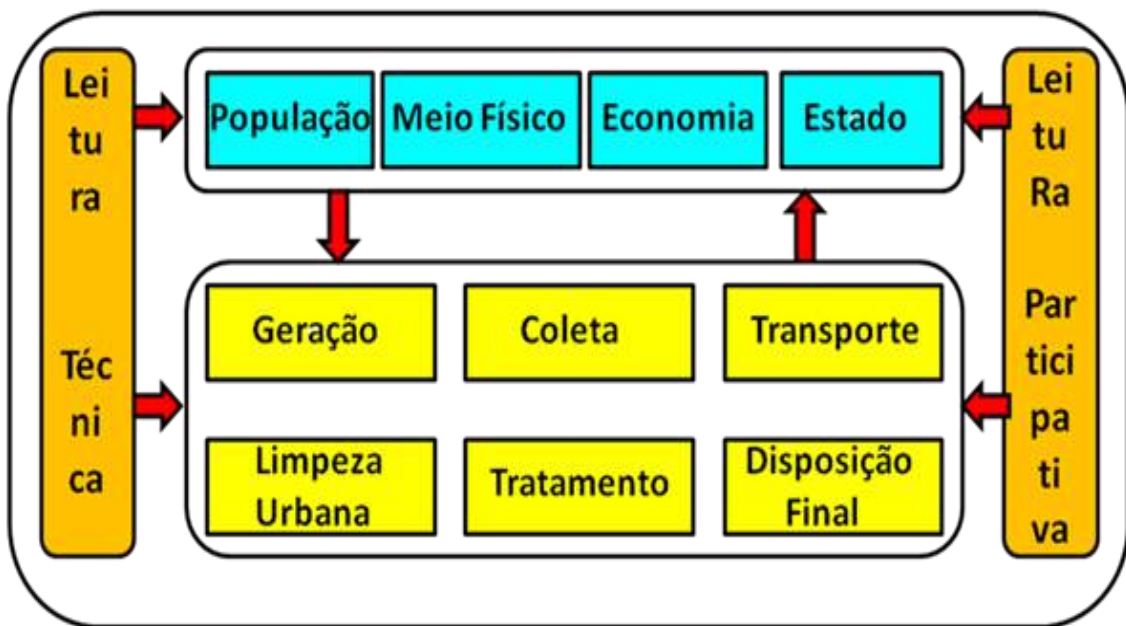 Lei
tu
ra
Téc
ni
ca
População
Meio Físico
Economia
Estado
Geração
Coleta
Transporte
Limpeza
Urbana
Tratamento
Disposição
Final
Lei
tu
Ra
Par
tici
pa
ti
va